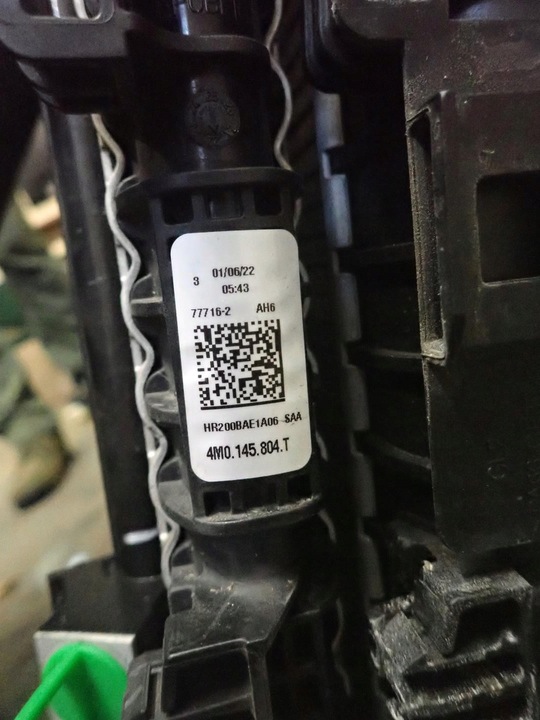 3 01/06/22
05:43
77716-2 AH6
HR200BAE1A06 SAA
4M0.145.804.T